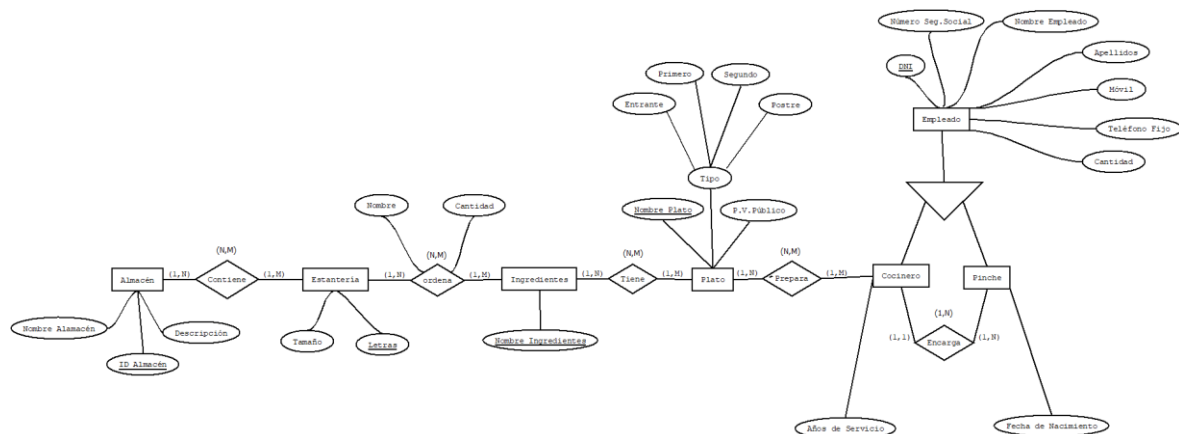 Número Seg.Social
Nombre Empleado
DNI
Apellidos
Móvil
Teléfono Fijo
Cantidad
Empleado
Primero
Segundo
Entrante
Postre
Tipo
Nombre Plato
P.V.Público
Nombre
Cantidad
(N,M)
(N,M)
(N,M)
(N,M)
Almacén
(1,N)
Contiene
(1,M)
Estantería
(1,N)
ordena
(1,M)
Ingredientes
(1,N)
Tiene
(1,M)
Plato
(1,N)
Prepara
(1,M)
Cocinero
Pinche
Nombre Alamacén
Descripción
ID Almacén
Tamaño
Letras
Nombre Ingredientes
(1,N)
(1,1)
Encarga
(1,N)
Años de Servicio
Fecha de Nacimiento